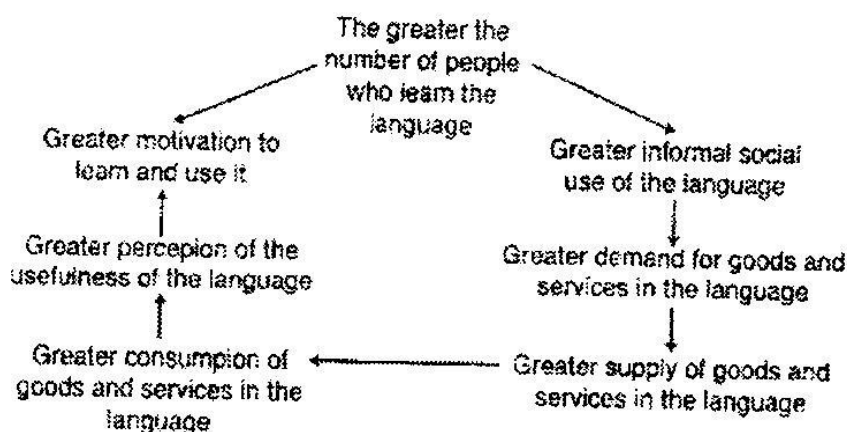 The greater the
number of people
who learn the
language
Greater informal social
use of the language
Greater demand for goods and
services in the language
Greater supply of goods and
services in the language
Greater consumpion of
goods and services in the
language
Greater percepion of the
usefulness of the language
Greater motivation to
learn and use it